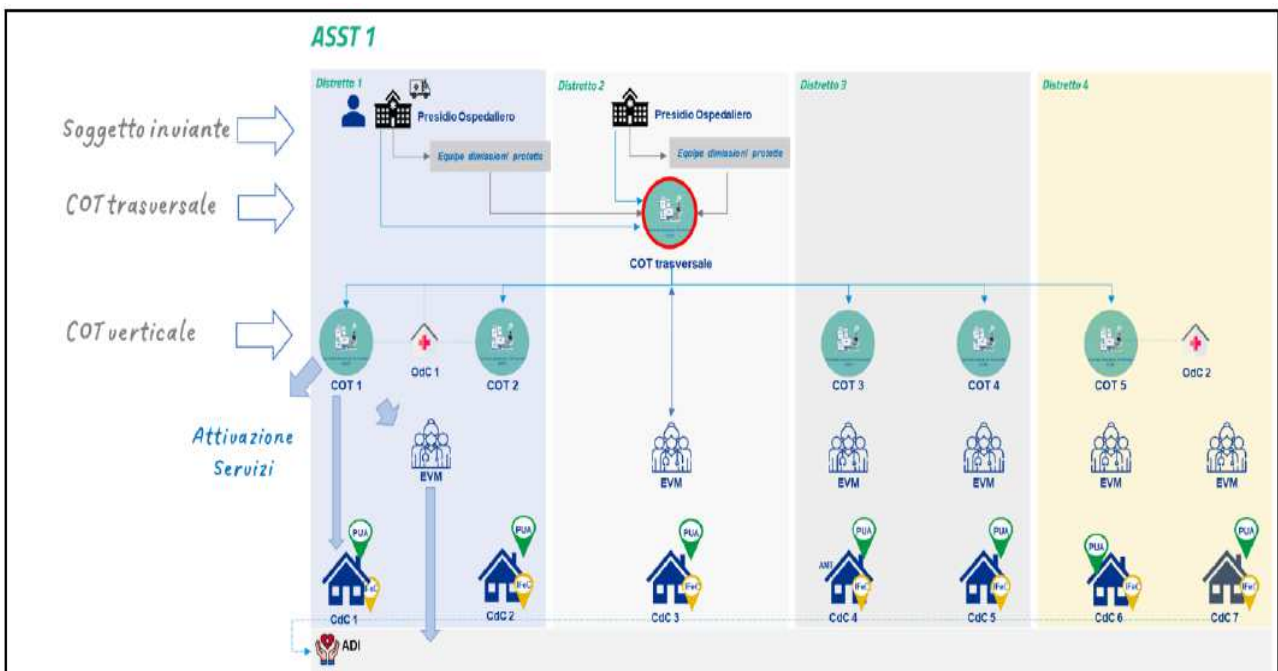 ASST 1
Distretto 1
Distretto 2
Distretto 3
Distretto 4
Soggetto inviante
Presidio Ospedaliero
Presidio Ospedaliero
Equipe dimissioni protette
Equipe dimissioni protette
COT trasversale
COT trasversale
COT verticale
COT 1
OdC 1
COT 2
COT 3
COT 4
COT 5
OdC 2
Attivazione
Servizi
EVM
EVM
EVM
EVM
EVM
EVM
PUA
PUA
PUA
PUA
PUA
PUA
PUA
IFeC
IFeC
IFeC
IFeC
IFeC
IFeC
IFeC
CdC 1
CdC 2
CdC 3
CdC 4
CdC 5
CdC 6
CdC 7
ADI